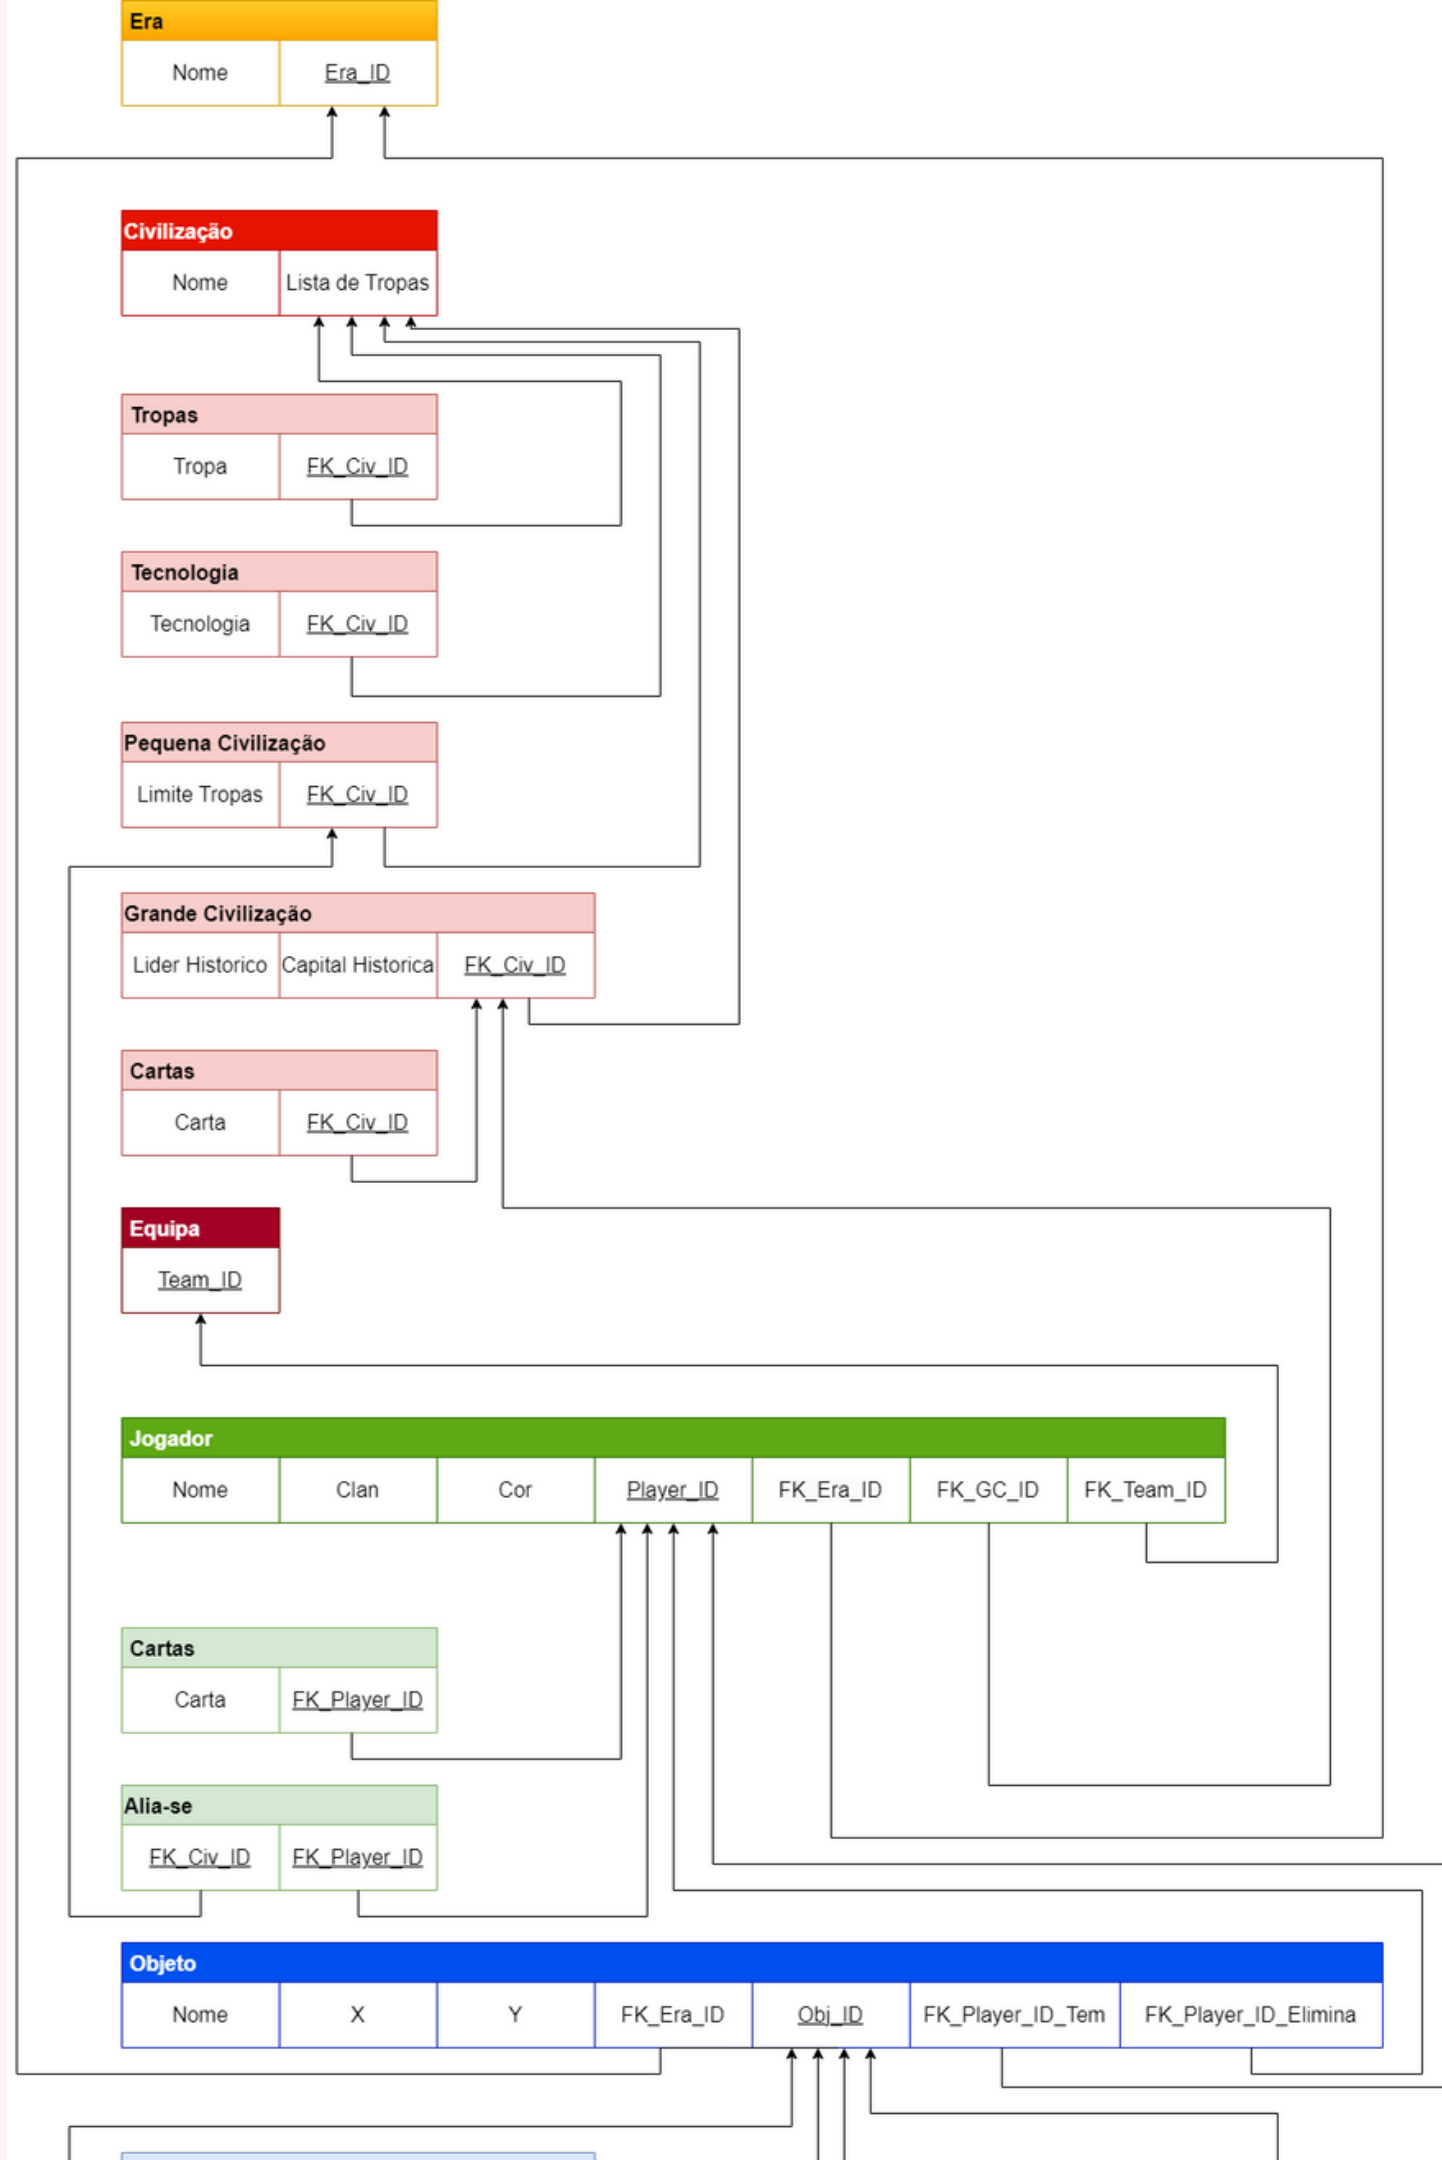 Era
Nome Era_ID
Civilização
Nome Lista de Tropas
Tropas
Tropa FK_Civ_ID
Tecnologia
Tecnologia FK_Civ_ID
Pequena Civilização
Limite Tropas FK_Civ_ID
Grande Civilização
Lider Historico Capital Historica FK_Civ_ID
Cartas
Carta FK_Civ_ID
Equipa
Team_ID
Jogador
Nome Clan Cor Player_ID FK_Era_ID FK_GC_ID FK_Team_ID
Cartas
Carta FK_Player_ID
Alia-se
FK_Civ_ID FK_Player_ID
Objeto
Nome X Y FK_Era_ID Obj_ID FK_Player_ID_Tem FK_Player_ID_Elimina